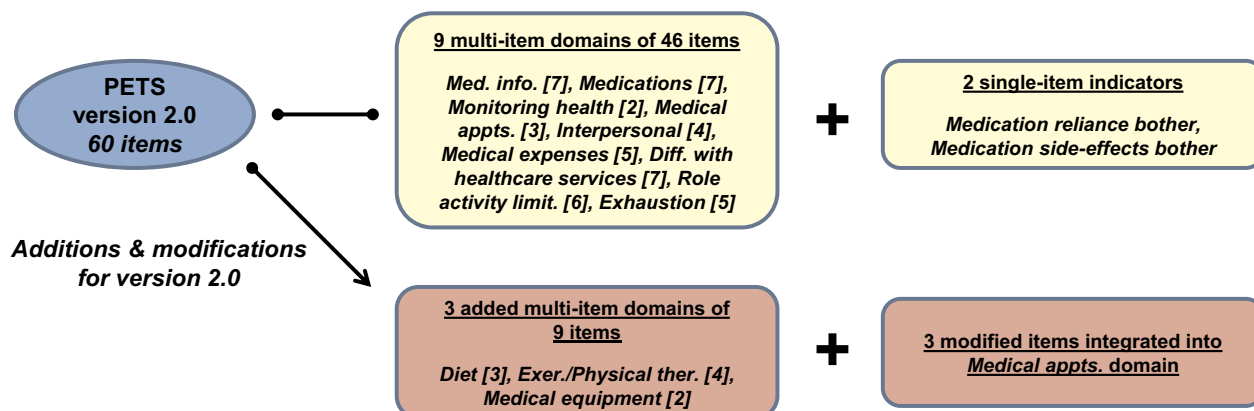 PETS
version 2.0
60 items
9 multi-item domains of 46 items
Med. info. [7], Medications [7],
Monitoring health [2], Medical
appts. [3], Interpersonal [4],
Medical expenses [5], Diff. with
healthcare services [7], Role
activity limit. [6], Exhaustion [5]
+
2 single-item indicators
Medication reliance bother,
Medication side-effects bother
Additions & modifications
for version 2.0
3 added multi-item domains of
9 items
Diet [3], Exer./Physical ther. [4],
Medical equipment [2]
+
3 modified items integrated into
Medical appts. domain